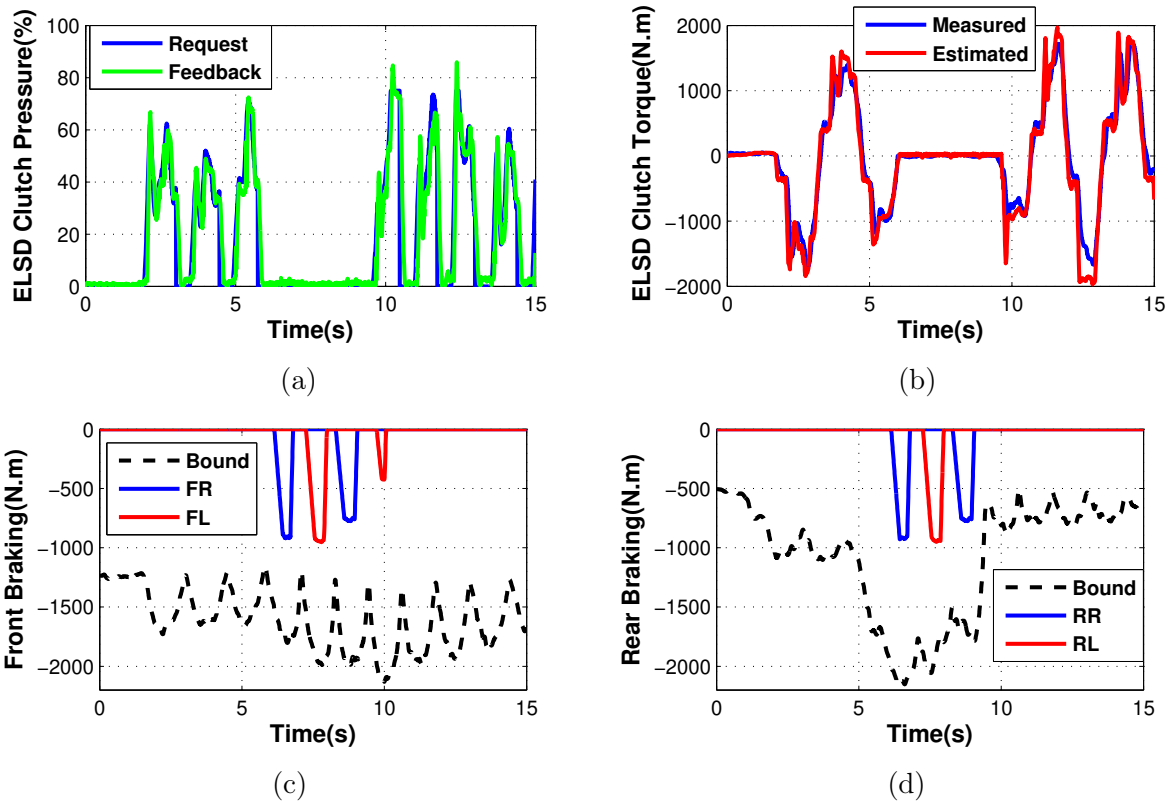 ELSD Clutch Pressure(%)
100
80
60
40
20
0
Request
Feedback
0 5 10 15
Time(s)
(a)
ELSD Clutch Torque(N.m)
2000
1000
0
−1000
−2000
Measured
Estimated
0 5 10 15
Time(s)
(b)
Front Braking(N.m)
0
−500
−1000
−1500
−2000
Bound
FR
FL
0 5 10 15
Time(s)
(c)
Rear Braking(N.m)
0
−500
−1000
−1500
−2000
Bound
RR
RL
0 5 10 15
Time(s)
(d)